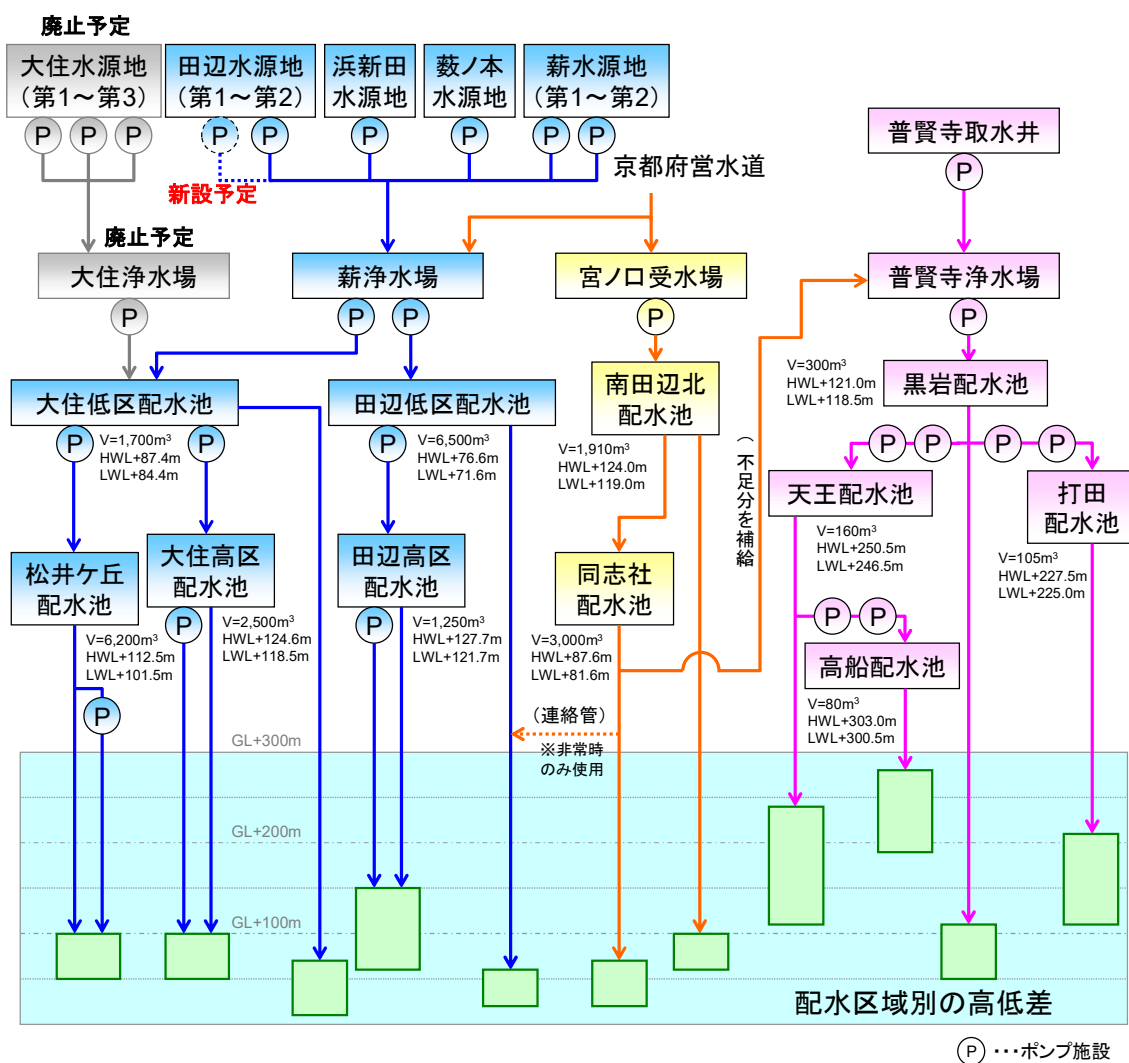 廃止予定
大住水源地
（第1～第3）
田辺水源地
（第1～第2）
浜新田
水源地
薮ノ本
水源地
薪水源地
（第1～第2）
P
P
P
P
P
P
P
P
P
新設予定
京都府営水道
普賢寺取水井
P
廃止予定
大住浄水場
薪浄水場
宮ノ口受水場
普賢寺浄水場
P
P
P
P
P
大住低区配水池
田辺低区配水池
南田辺北
配水池
V=300m³
HWL+121.0m
LWL+118.5m
黒岩配水池
P
V=1,700m³
HWL+87.4m
LWL+84.4m
P
P
V=6,500m³
HWL+76.6m
LWL+71.6m
V=1,910m³
HWL+124.0m
LWL+119.0m
（不足分を補給
P
P
P
P
天王配水池
打田
配水池
V=160m³
HWL+250.5m
LWL+246.5m
V=105m³
HWL+227.5m
LWL+225.0m
松井ケ丘
配水池
大住高区
配水池
田辺高区
配水池
同志社
配水池
V=6,200m³
HWL+112.5m
LWL+101.5m
P
P
V=2,500m³
HWL+124.6m
LWL+118.5m
P
V=1,250m³
HWL+127.7m
LWL+121.7m
V=3,000m³
HWL+87.6m
LWL+81.6m
P
P
高船配水池
V=80m³
HWL+303.0m
LWL+300.5m
（連絡管）
※非常時
のみ使用
GL+300m
GL+200m
GL+100m
配水区域別の高低差
P ･･･ポンプ施設